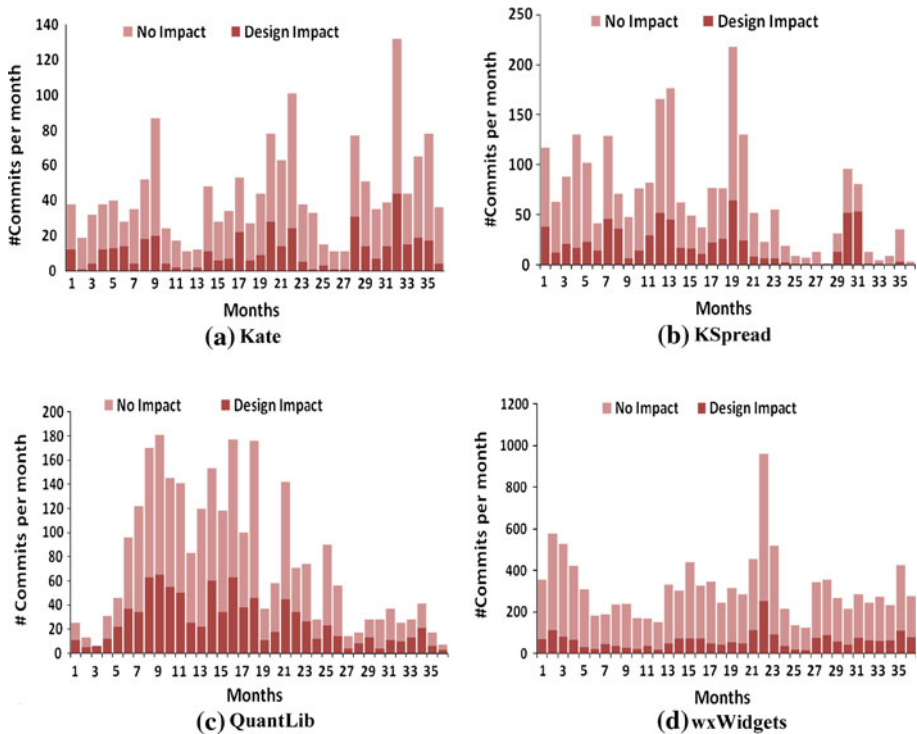 No Impact Design Impact
#Commits per month
140
120
100
80
60
40
20
0
1 3 5 7 9 11 13 15 17 19 21 23 25 27 29 31 33 35
Months
(a) Kate
No Impact Design Impact
#Commits per month
250
200
150
100
50
0
1 3 5 7 9 11 13 15 17 19 21 23 25 27 29 31 33 35
Months
(b) KSpread
No Impact Design Impact
# Commits per month
200
180
160
140
120
100
80
60
40
20
0
1 3 5 7 9 11 13 15 17 19 21 23 25 27 29 31 33 35
Months
(c) QuantLib
No Impact Design Impact
#Commits per month
1200
1000
800
600
400
200
0
1 3 5 7 9 11 13 15 17 19 21 23 25 27 29 31 33 35
Months
(d) wxWidgets